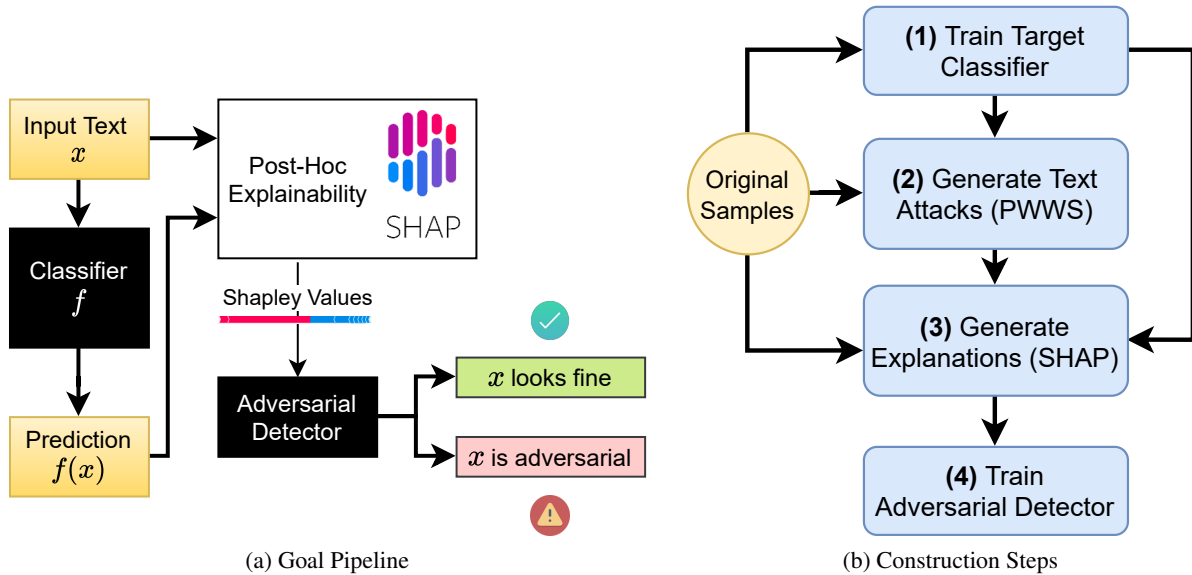 Input Text
x
Classifier
f
Prediction
f(x)
Post-Hoc
Explainability
SHAP
Shapley Values
Adversarial
Detector
x looks fine
x is adversarial
(a) Goal Pipeline
Original
Samples
(1) Train Target
Classifier
(2) Generate Text
Attacks (PWWS)
(3) Generate
Explanations (SHAP)
(4) Train
Adversarial Detector
(b) Construction Steps